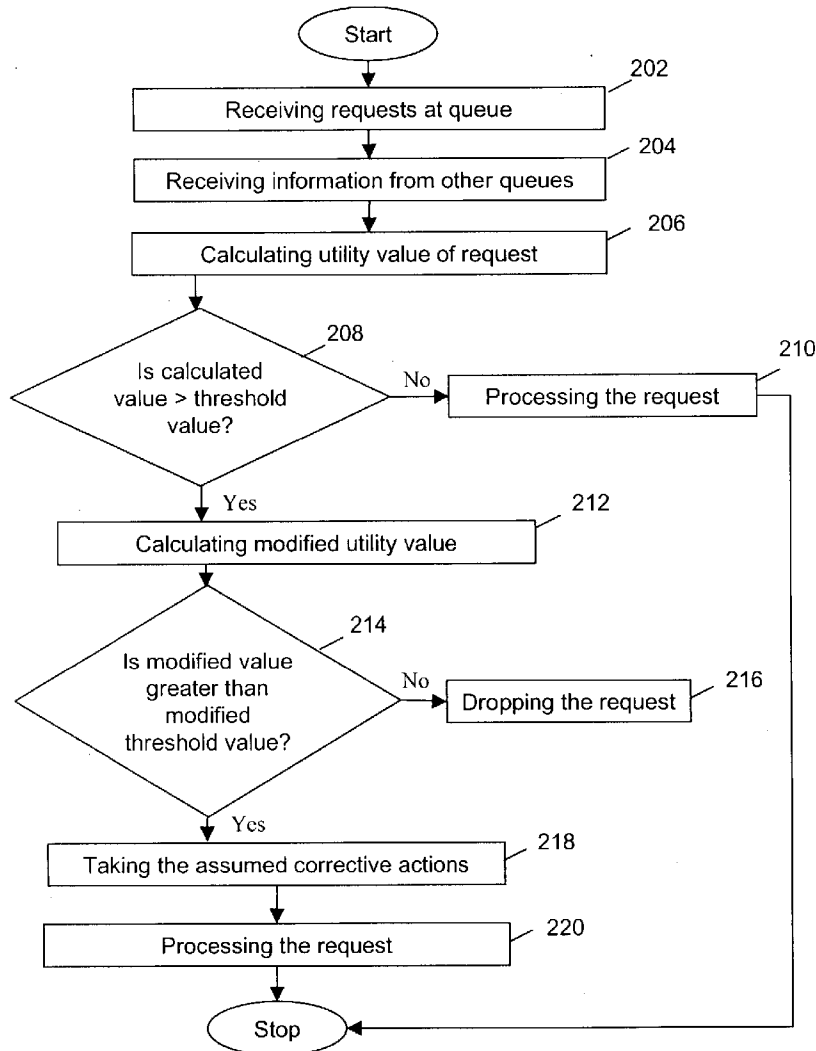 Start
202
Receiving requests at queue
204
Receiving information from other queues
206
Calculating utility value of request
208
Is calculated
value > threshold
value?
No
210
Processing the request
Yes
212
Calculating modified utility value
214
Is modified value
greater than
modified
threshold value?
No
216
Dropping the request
Yes
218
Taking the assumed corrective actions
220
Processing the request
Stop